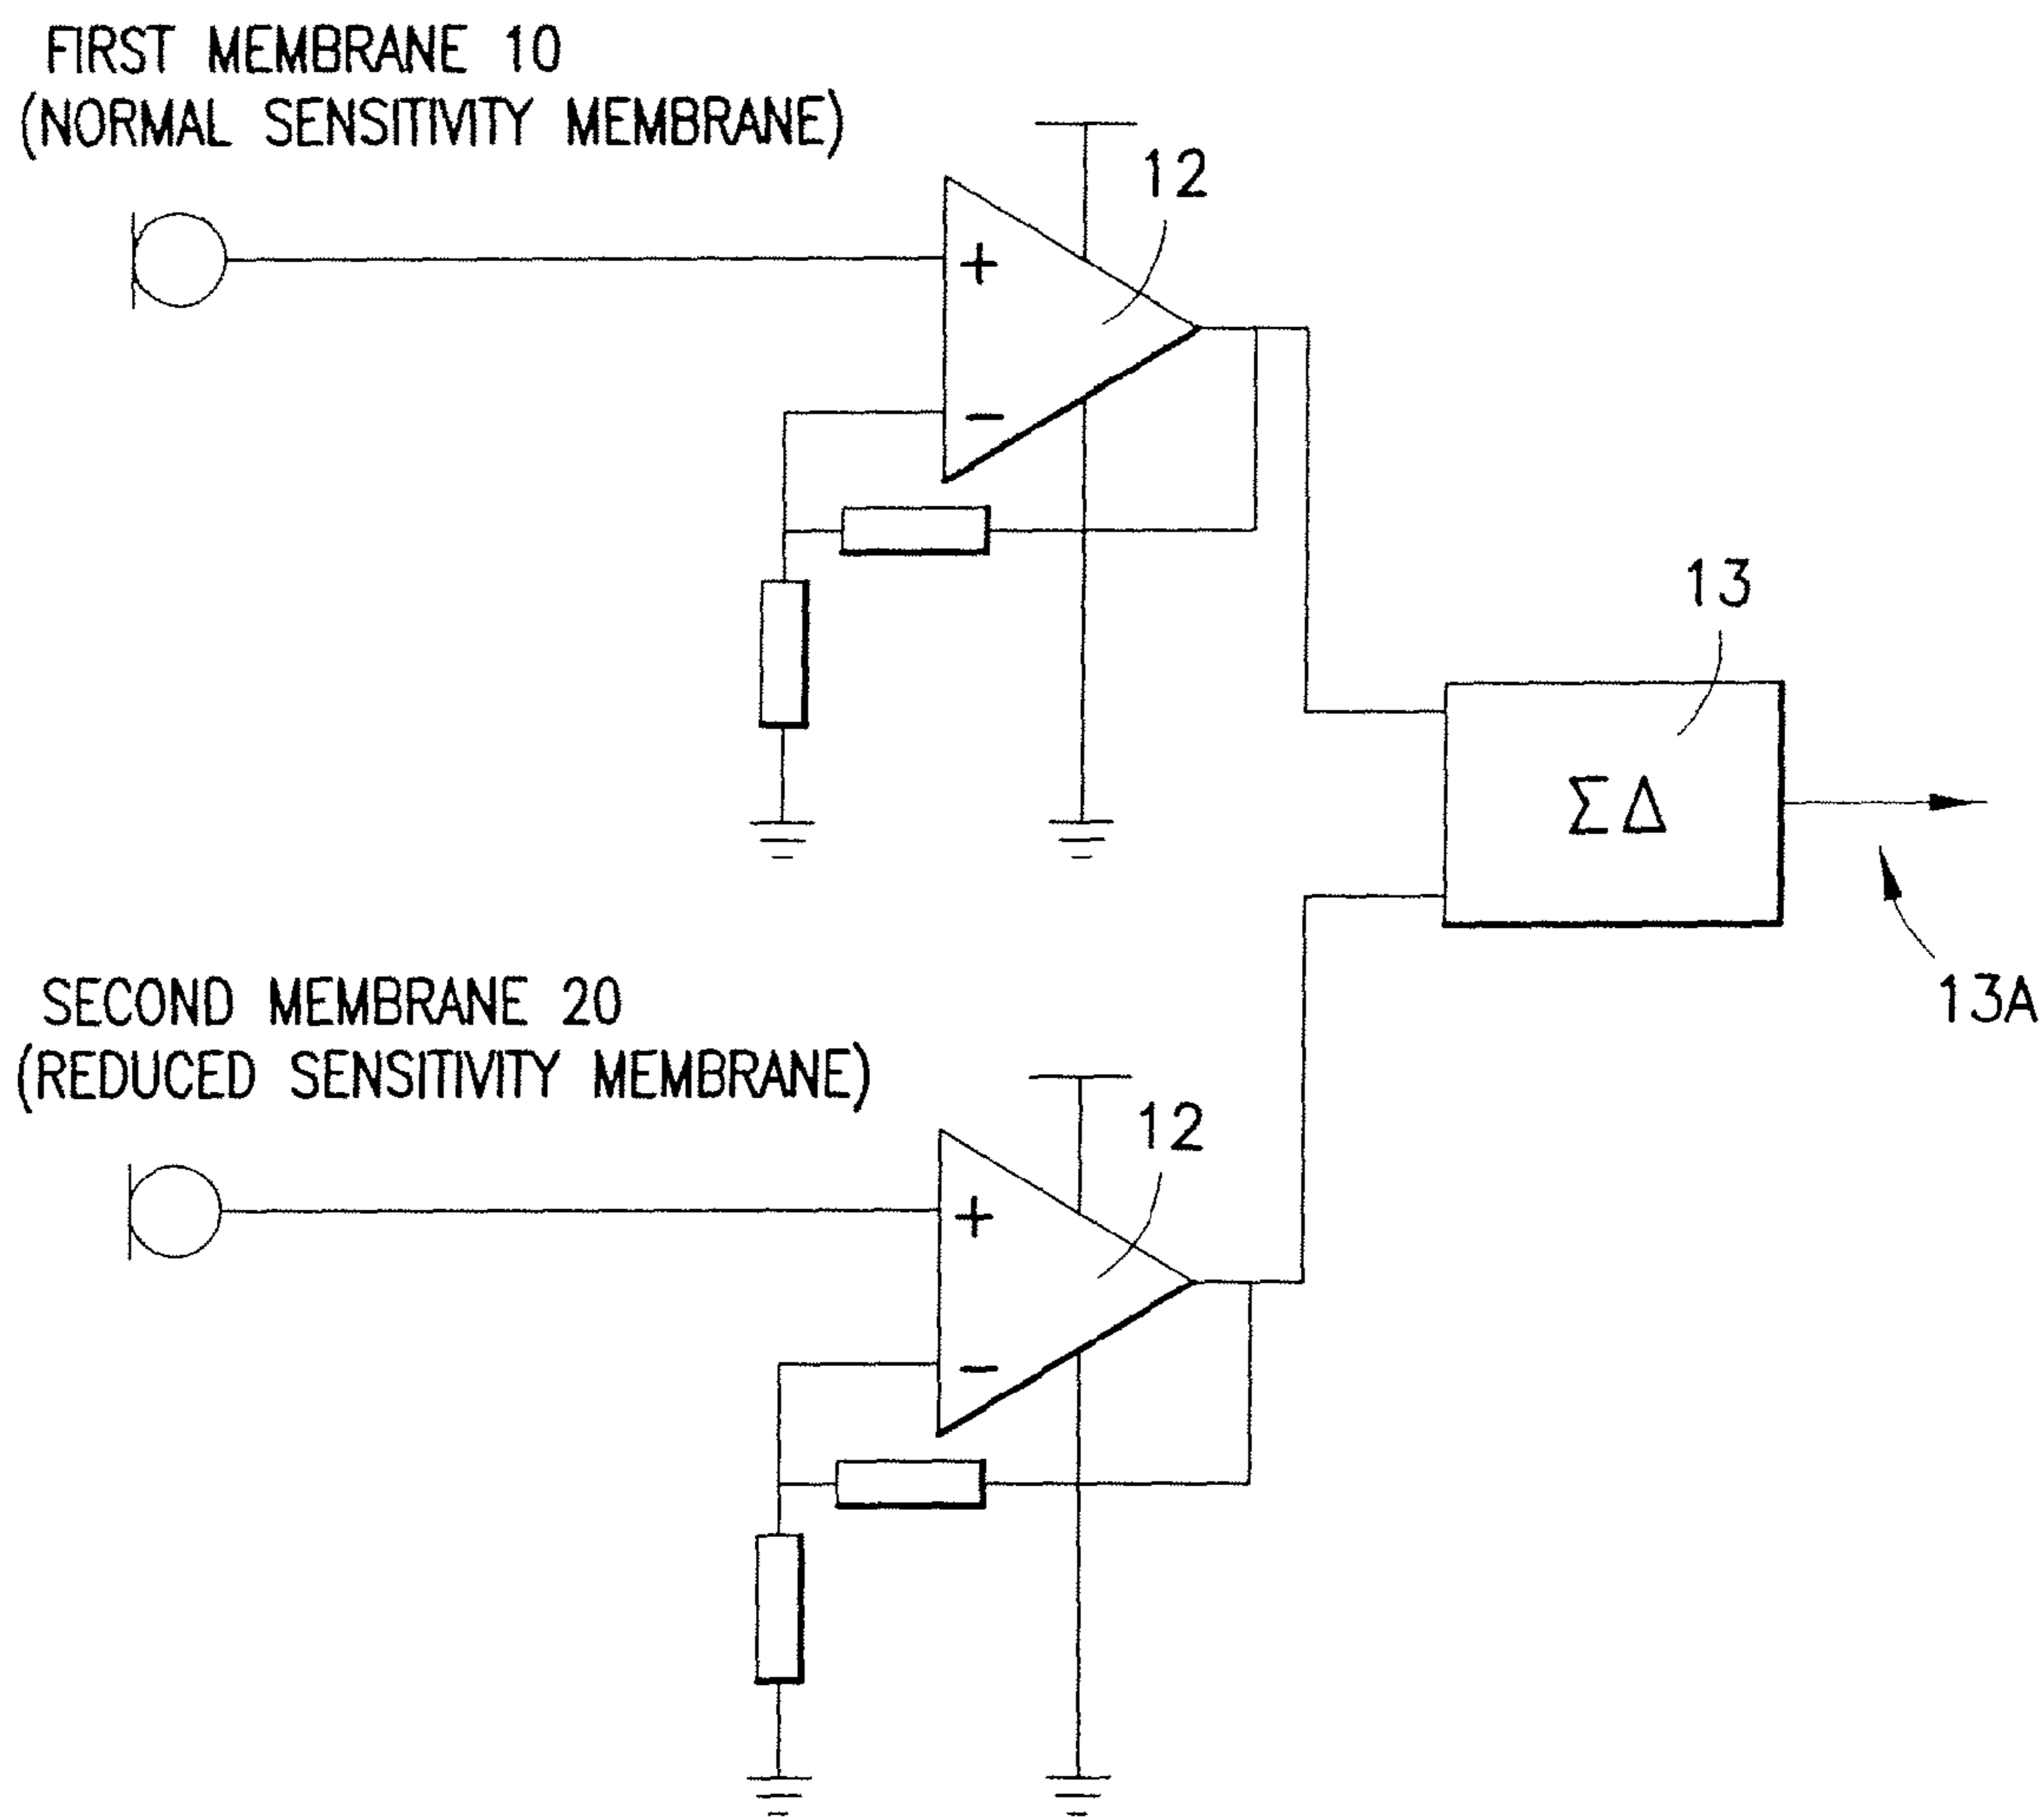 FIRST MEMBRANE 10
(NORMAL SENSITIVITY MEMBRANE)
12
+
−
13
ΣΔ
13A
SECOND MEMBRANE 20
(REDUCED SENSITIVITY MEMBRANE)
12
+
−